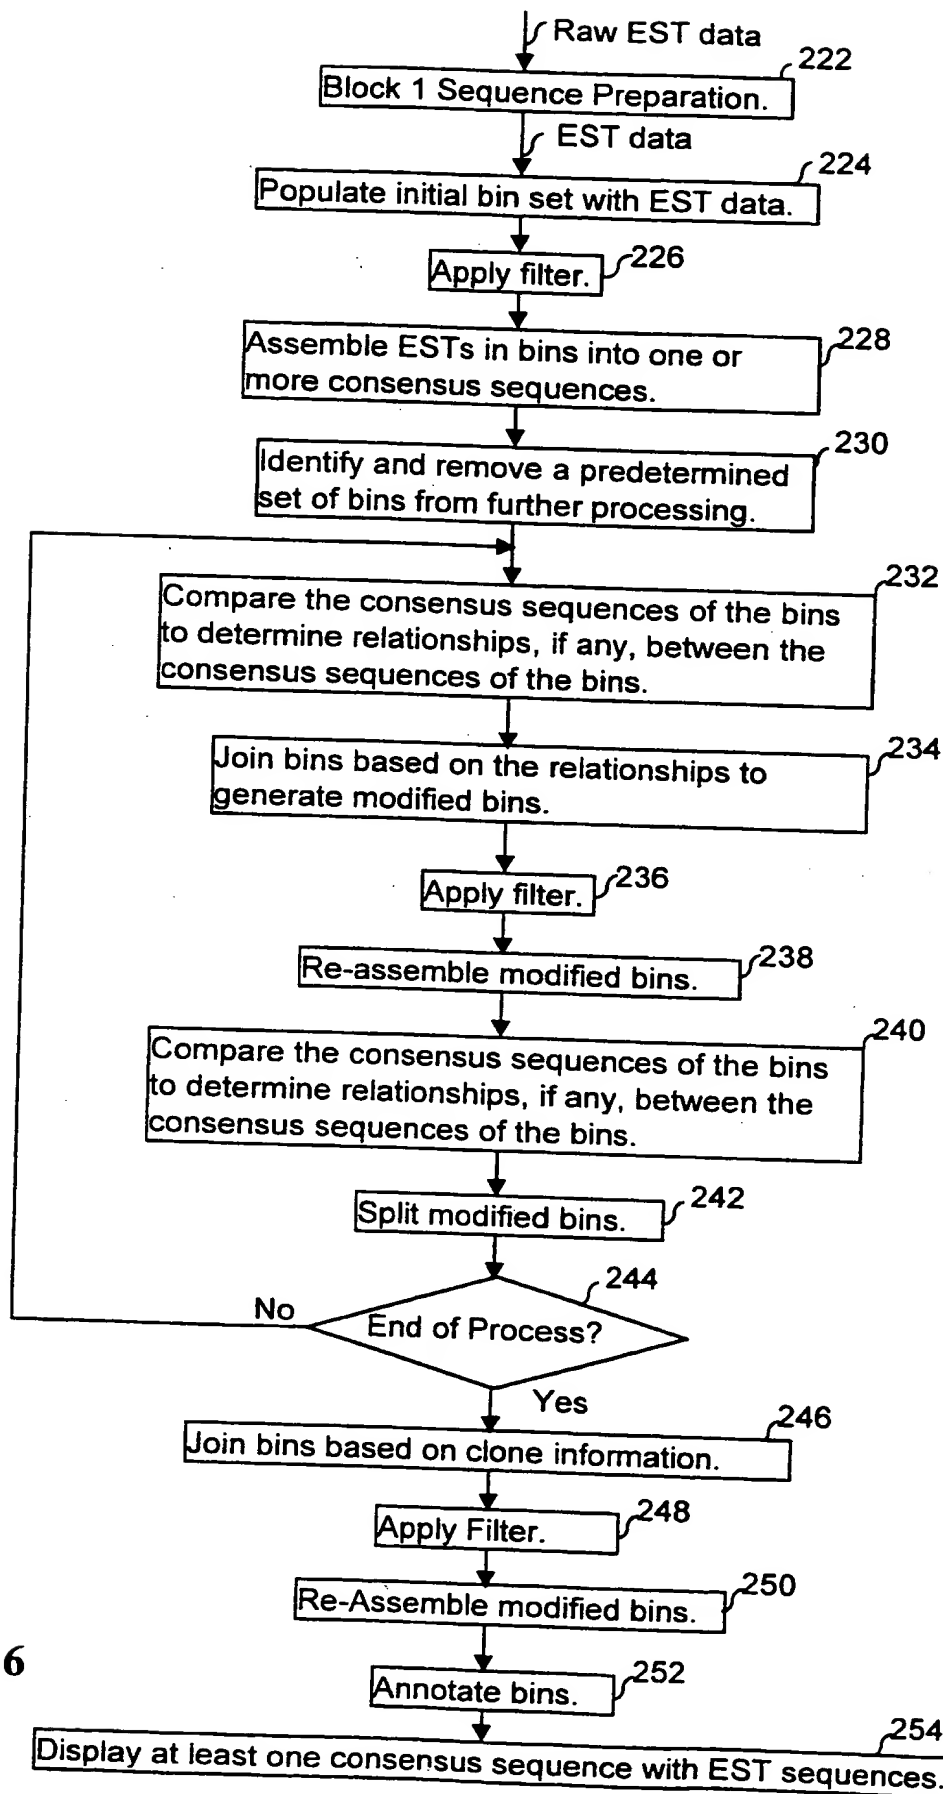 Raw EST data
222
Block 1 Sequence Preparation.
EST data
224
Populate initial bin set with EST data.
226
Apply filter.
228
Assemble ESTs in bins into one or
more consensus sequences.
230
Identify and remove a predetermined
set of bins from further processing.
232
Compare the consensus sequences of the bins
to determine relationships, if any, between the
consensus sequences of the bins.
234
Join bins based on the relationships to
generate modified bins.
236
Apply filter.
238
Re-assemble modified bins.
240
Compare the consensus sequences of the bins
to determine relationships, if any, between the
consensus sequences of the bins.
242
Split modified bins.
244
End of Process?
No
Yes
246
Join bins based on clone information.
248
Apply Filter.
250
Re-Assemble modified bins.
6
252
Annotate bins.
254
Display at least one consensus sequence with EST sequences.